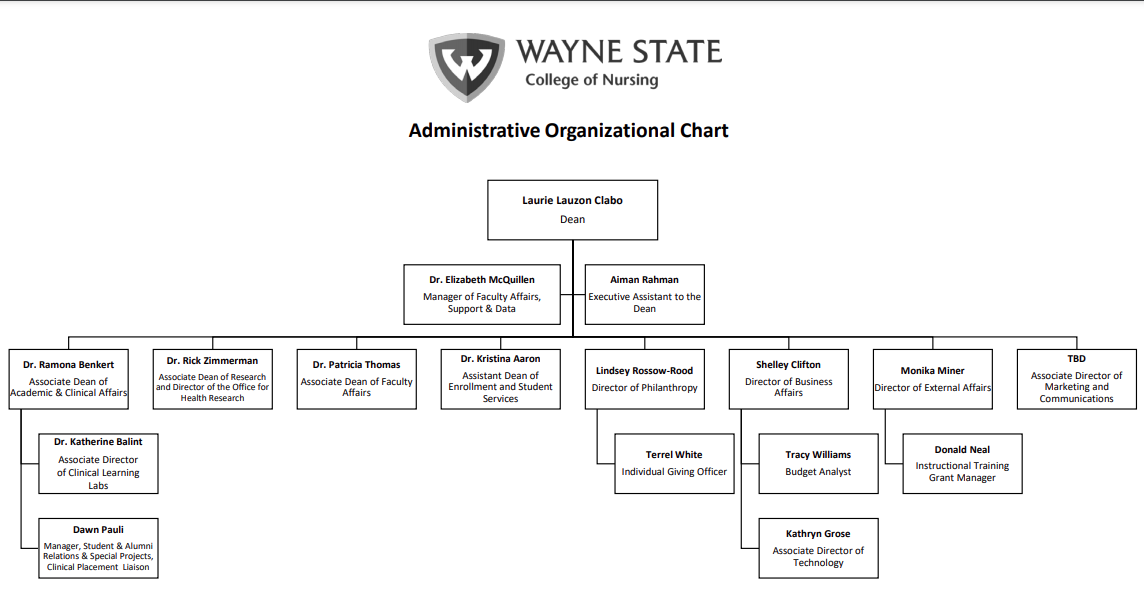 WAYNE STATE
College of Nursing
Administrative Organizational Chart
Laurie Lauzon Clabo
Dean
Dr. Elizabeth McQuillen
Manager of Faculty Affairs,
Support & Data
Aiman Rahman
Executive Assistant to the
Dean
Dr. Ramona Benkert
Associate Dean of
Academic & Clinical Affairs
Dr. Rick Zimmerman
Associate Dean of Research
and Director of the Office for
Health Research
Dr. Patricia Thomas
Associate Dean of Faculty
Affairs
Dr. Kristina Aaron
Assistant Dean of
Enrollment and Student
Services
Lindsey Rossow-Rood
Director of Philanthropy
Shelley Clifton
Director of Business
Affairs
Monika Miner
Director of External Affairs
TBD
Associate Director of
Marketing and
Communications
Dr. Katherine Balint
Associate Director
of Clinical Learning
Labs
Terrel White
Individual Giving Officer
Tracy Williams
Budget Analyst
Donald Neal
Instructional Training
Grant Manager
Dawn Pauli
Manager, Student & Alumni
Relations & Special Projects,
Clinical Placement Liaison
Kathryn Grose
Associate Director of
Technology